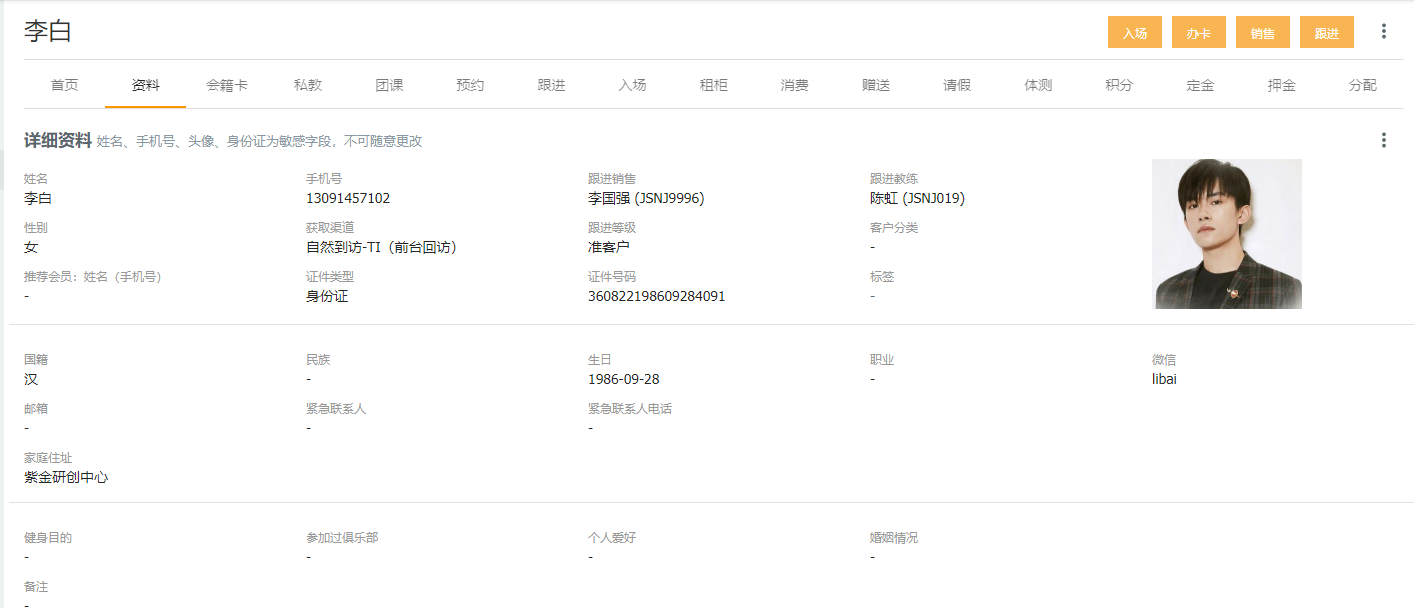 李白
入场 办卡 销售 跟进
首页 资料 会籍卡 私教 团课 预约 跟进 入场 租柜 消费 赠送 请假 体测 积分 定金 押金 分配
详细资料 姓名、手机号、头像、身份证为敏感字段，不可随意更改
姓名 手机号 跟进销售 跟进教练
李白 13091457102 李国强 (JSNJ9996) 陈虹 (JSNJ019)
性别 获取渠道 跟进等级 客户分类
女 自然到访-TI（前台回访） 准客户 -
推荐会员：姓名（手机号） 证件类型 证件号码 标签
- 身份证 360822198609284091 -
国籍 民族 生日 职业 微信
汉 - 1986-09-28 - libai
邮箱 紧急联系人 紧急联系人电话
- - -
家庭住址
紫金研创中心
健身目的 参加过俱乐部 个人爱好 婚姻情况
- - - -
备注
-